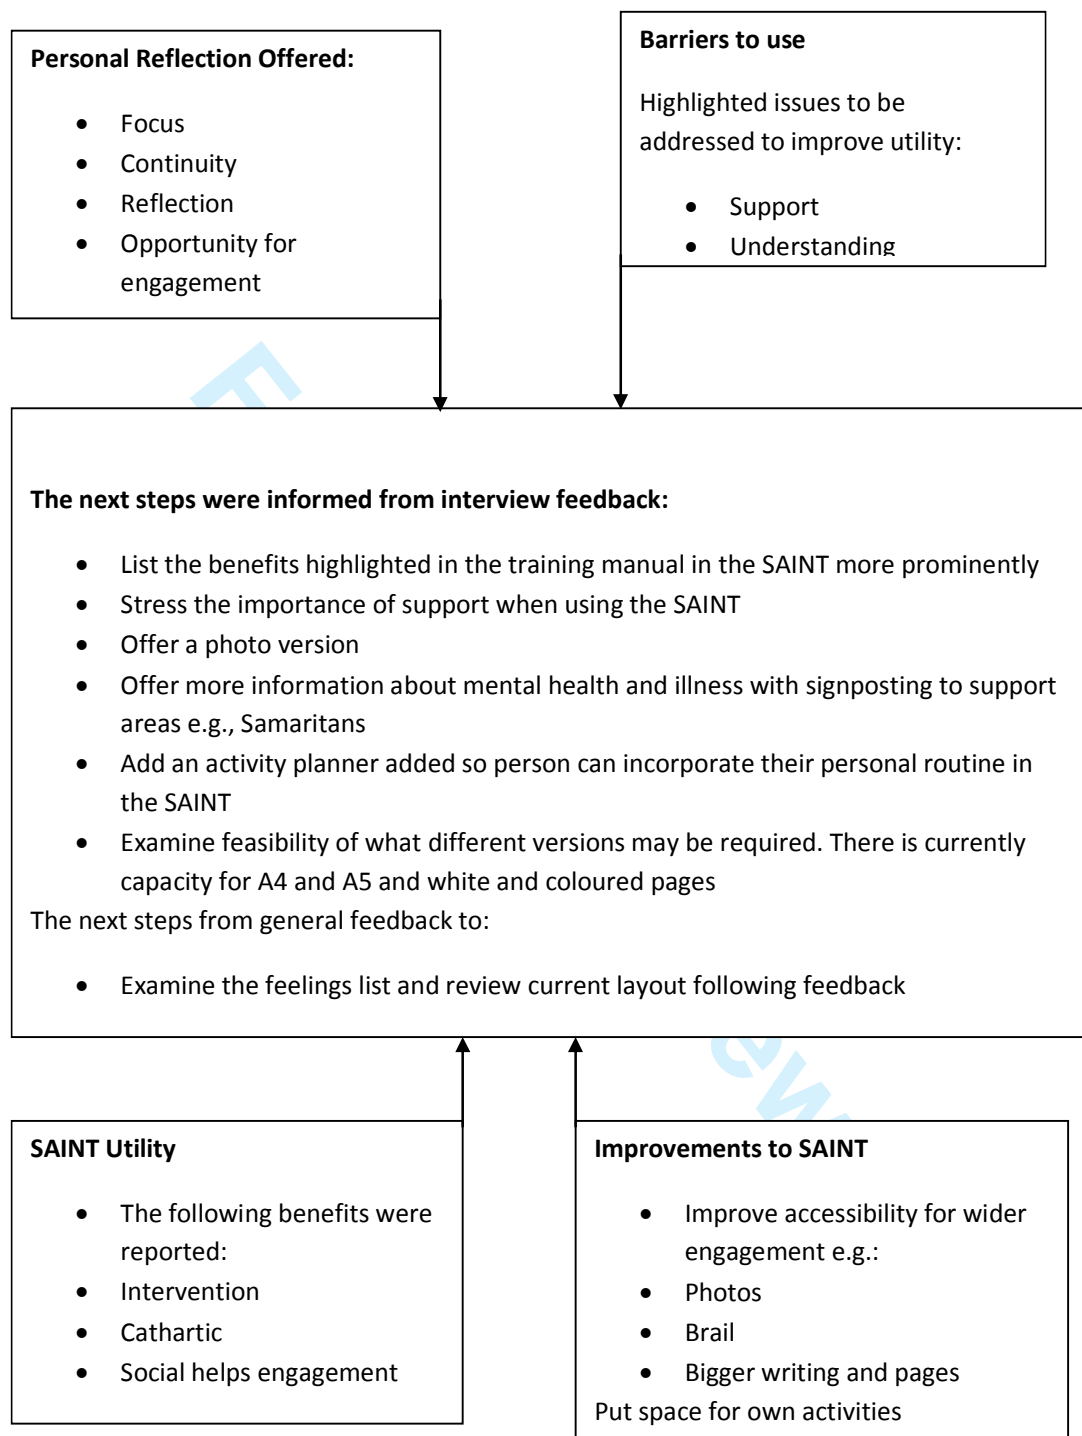 Personal Reflection Offered:
• Focus
• Continuity
• Reflection
• Opportunity for
engagement
Barriers to use
Highlighted issues to be
addressed to improve utility:
• Support
• Understanding
The next steps were informed from interview feedback:
• List the benefits highlighted in the training manual in the SAINT more prominently
• Stress the importance of support when using the SAINT
• Offer a photo version
• Offer more information about mental health and illness with signposting to support
areas e.g., Samaritans
• Add an activity planner added so person can incorporate their personal routine in
the SAINT
• Examine feasibility of what different versions may be required. There is currently
capacity for A4 and A5 and white and coloured pages
The next steps from general feedback to:
• Examine the feelings list and review current layout following feedback
SAINT Utility
• The following benefits were
reported:
• Intervention
• Cathartic
• Social helps engagement
Improvements to SAINT
• Improve accessibility for wider
engagement e.g.:
• Photos
• Brail
• Bigger writing and pages
Put space for own activities